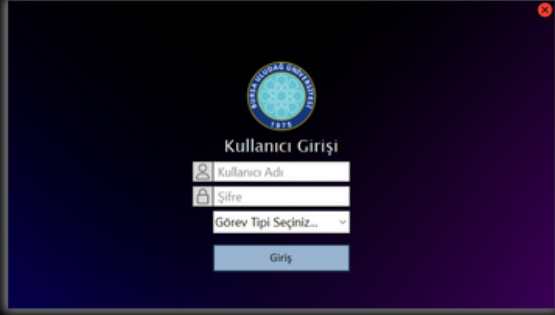 BURSA ULUDAĞ ÜNİVERSİTESİ
1975
Kullanıcı Girişi
Kullanıcı Adı
Şifre
Görev Tipi Seçiniz...
Giriş